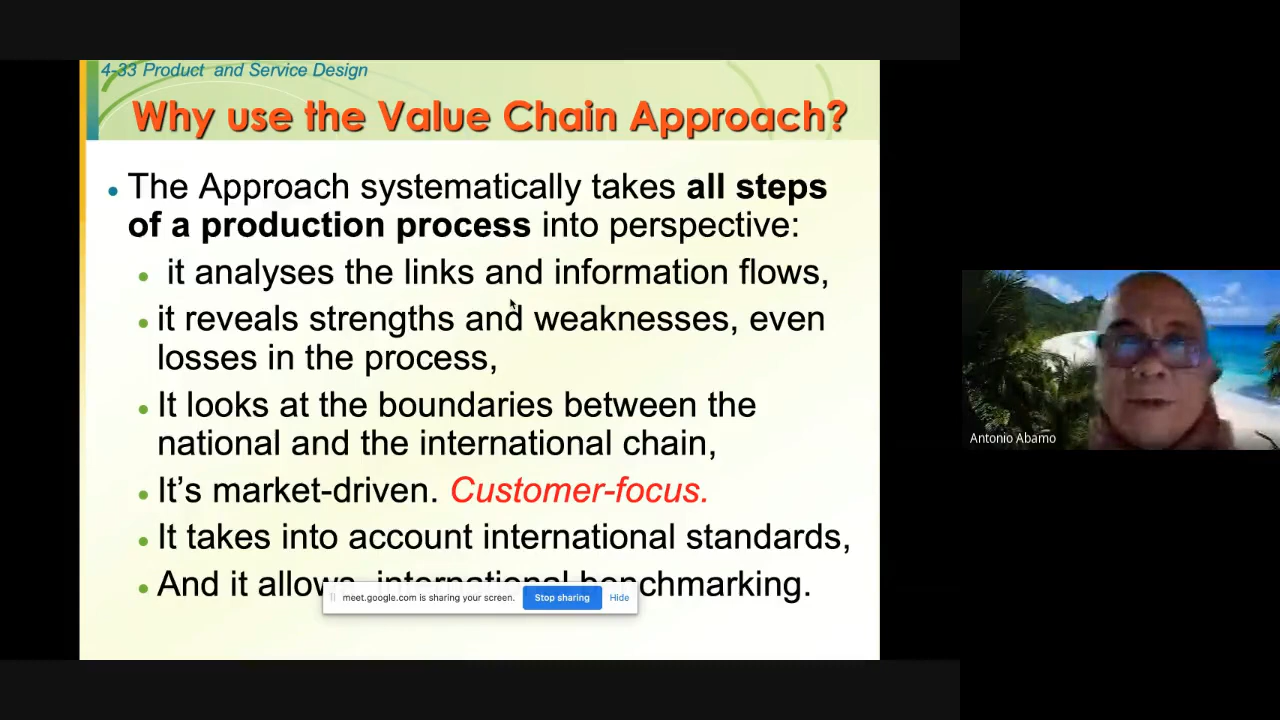 4-33 Product and Service Design
Why use the Value Chain Approach?
• The Approach systematically takes all steps
of a production process into perspective:
• it analyses the links and information flows,
• it reveals strengths and weaknesses, even
losses in the process,
• It looks at the boundaries between the
national and the international chain,
• It's market-driven. Customer-focus.
• It takes into account international standards,
• And it allows international benchmarking.
meet.google.com is sharing your screen. Stop sharing Hide
Antonio Abamo